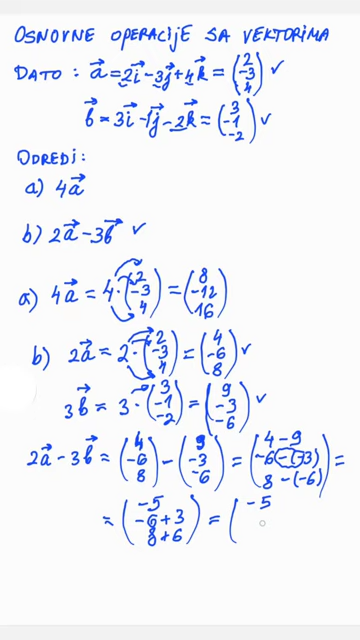 OSNOVNE OPERACIJE SA VEKTORIMA
DATO : a⃗ = 2i⃗ - 3j⃗ + 4k⃗ = (2 -3 4) ✓
b⃗ = 3i⃗ - 1j⃗ - 2k⃗ = (3 -1 -2) ✓
ODREDI:
a) 4a⃗
b) 2a⃗ - 3b⃗ ✓
a) 4a⃗ = 4 · (2 -3 4) = (8 -12 16)
b) 2a⃗ = 2 · (2 -3 4) = (4 -6 8) ✓
3b⃗ = 3 · (3 -1 -2) = (9 -3 -6) ✓
2a⃗ - 3b⃗ = (4 -6 8) - (9 -3 -6) = (4-9 -6-(-3) 8-(-6)) =
= (-5 -6+3 8+6) = ( -5